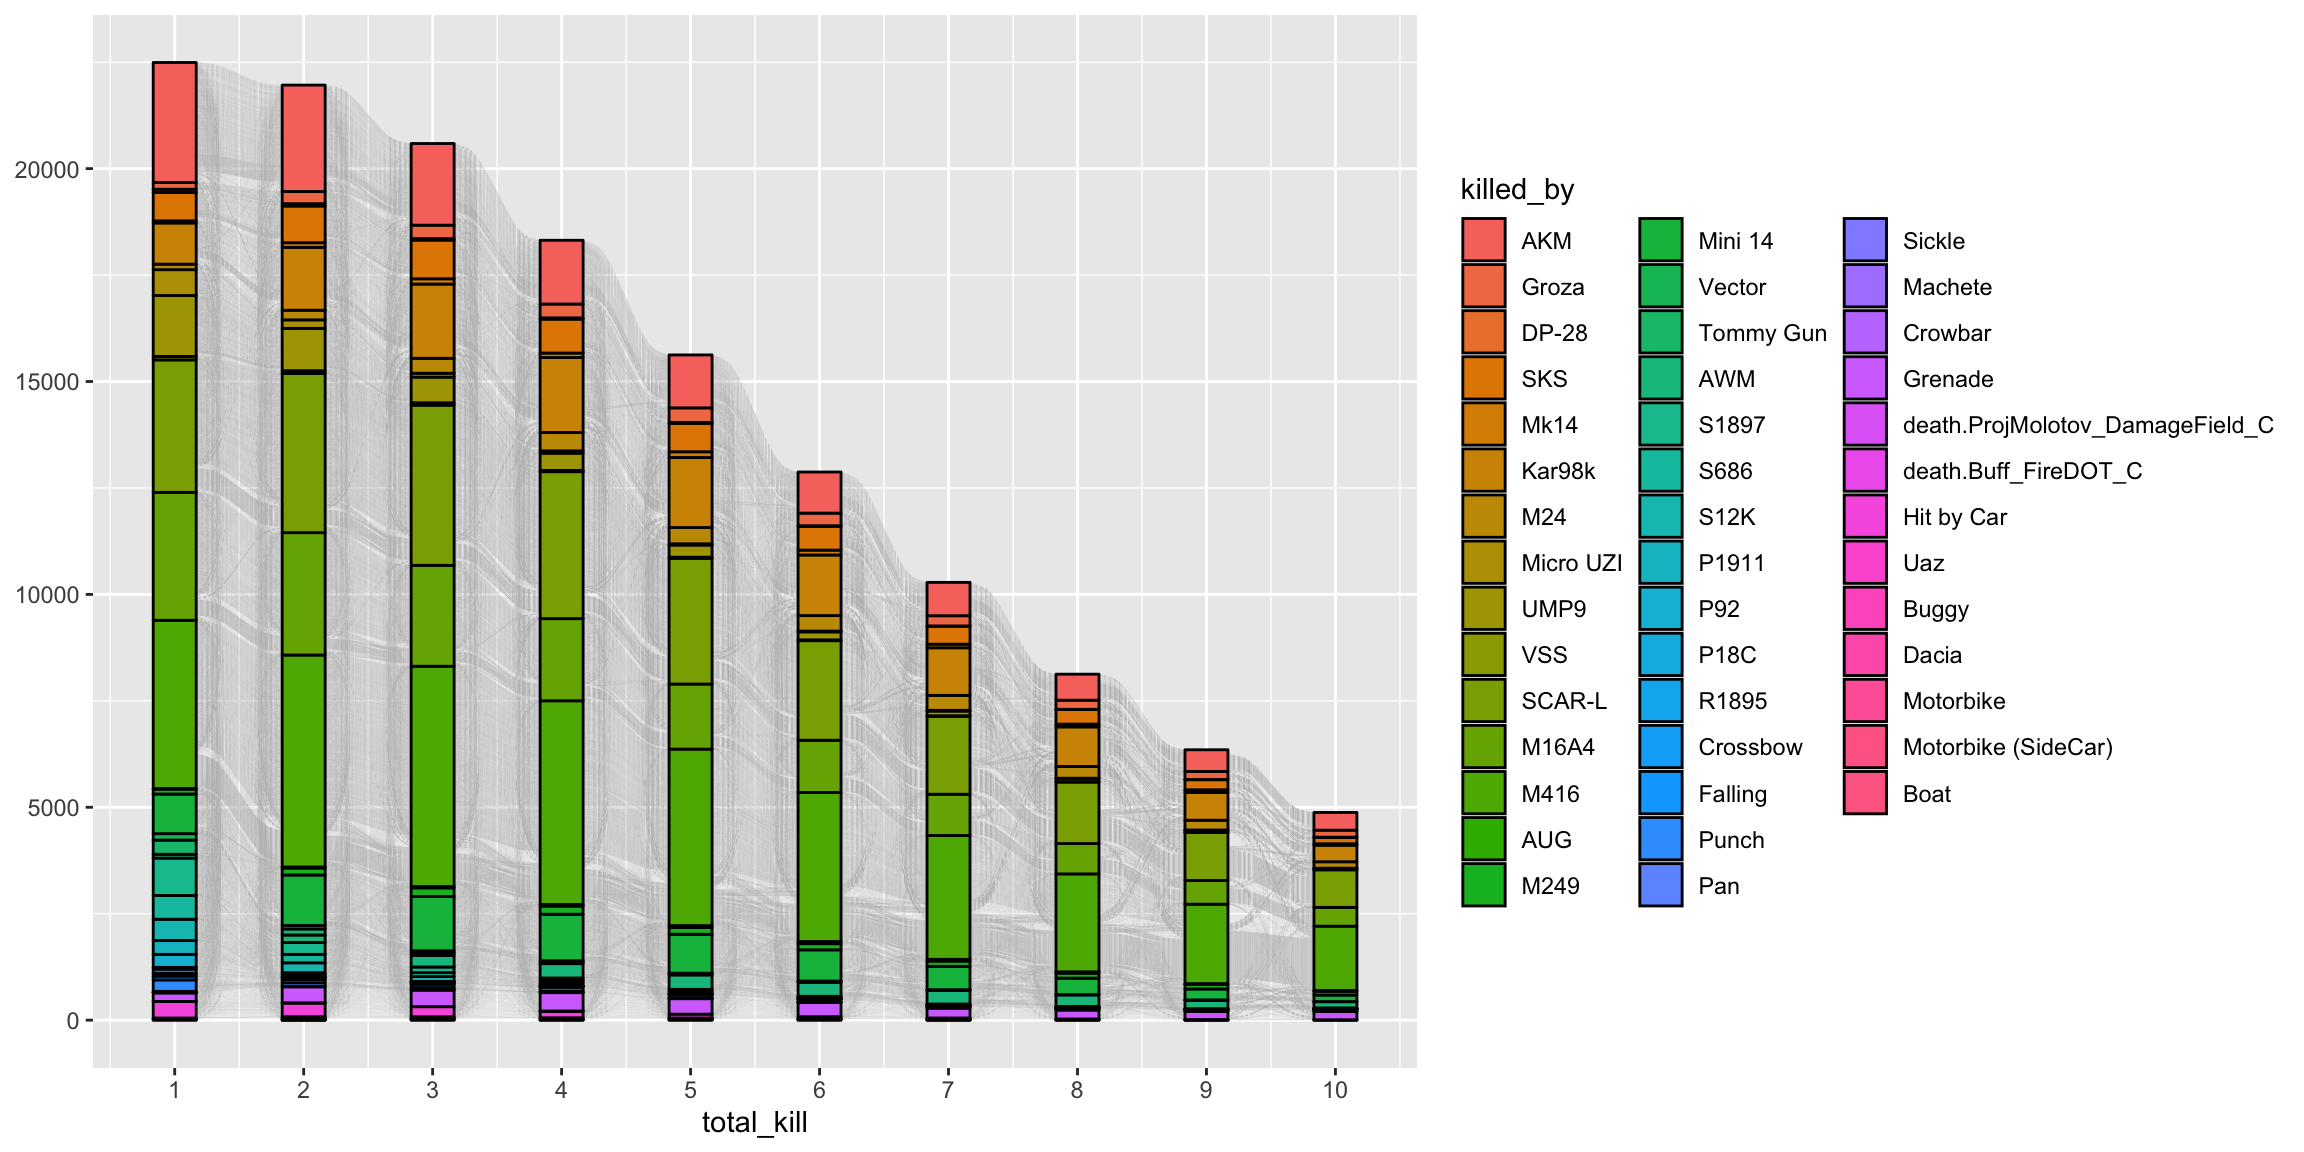 20000
15000
10000
5000
0
1 2 3 4 5 6 7 8 9 10
total_kill
killed_by
AKM
Groza
DP-28
SKS
Mk14
Kar98k
M24
Micro UZI
UMP9
VSS
SCAR-L
M16A4
M416
AUG
M249
Mini 14
Vector
Tommy Gun
AWM
S1897
S686
S12K
P1911
P92
P18C
R1895
Crossbow
Falling
Punch
Pan
Sickle
Machete
Crowbar
Grenade
death.ProjMolotov_DamageField_C
death.Buff_FireDOT_C
Hit by Car
Uaz
Buggy
Dacia
Motorbike
Motorbike (SideCar)
Boat